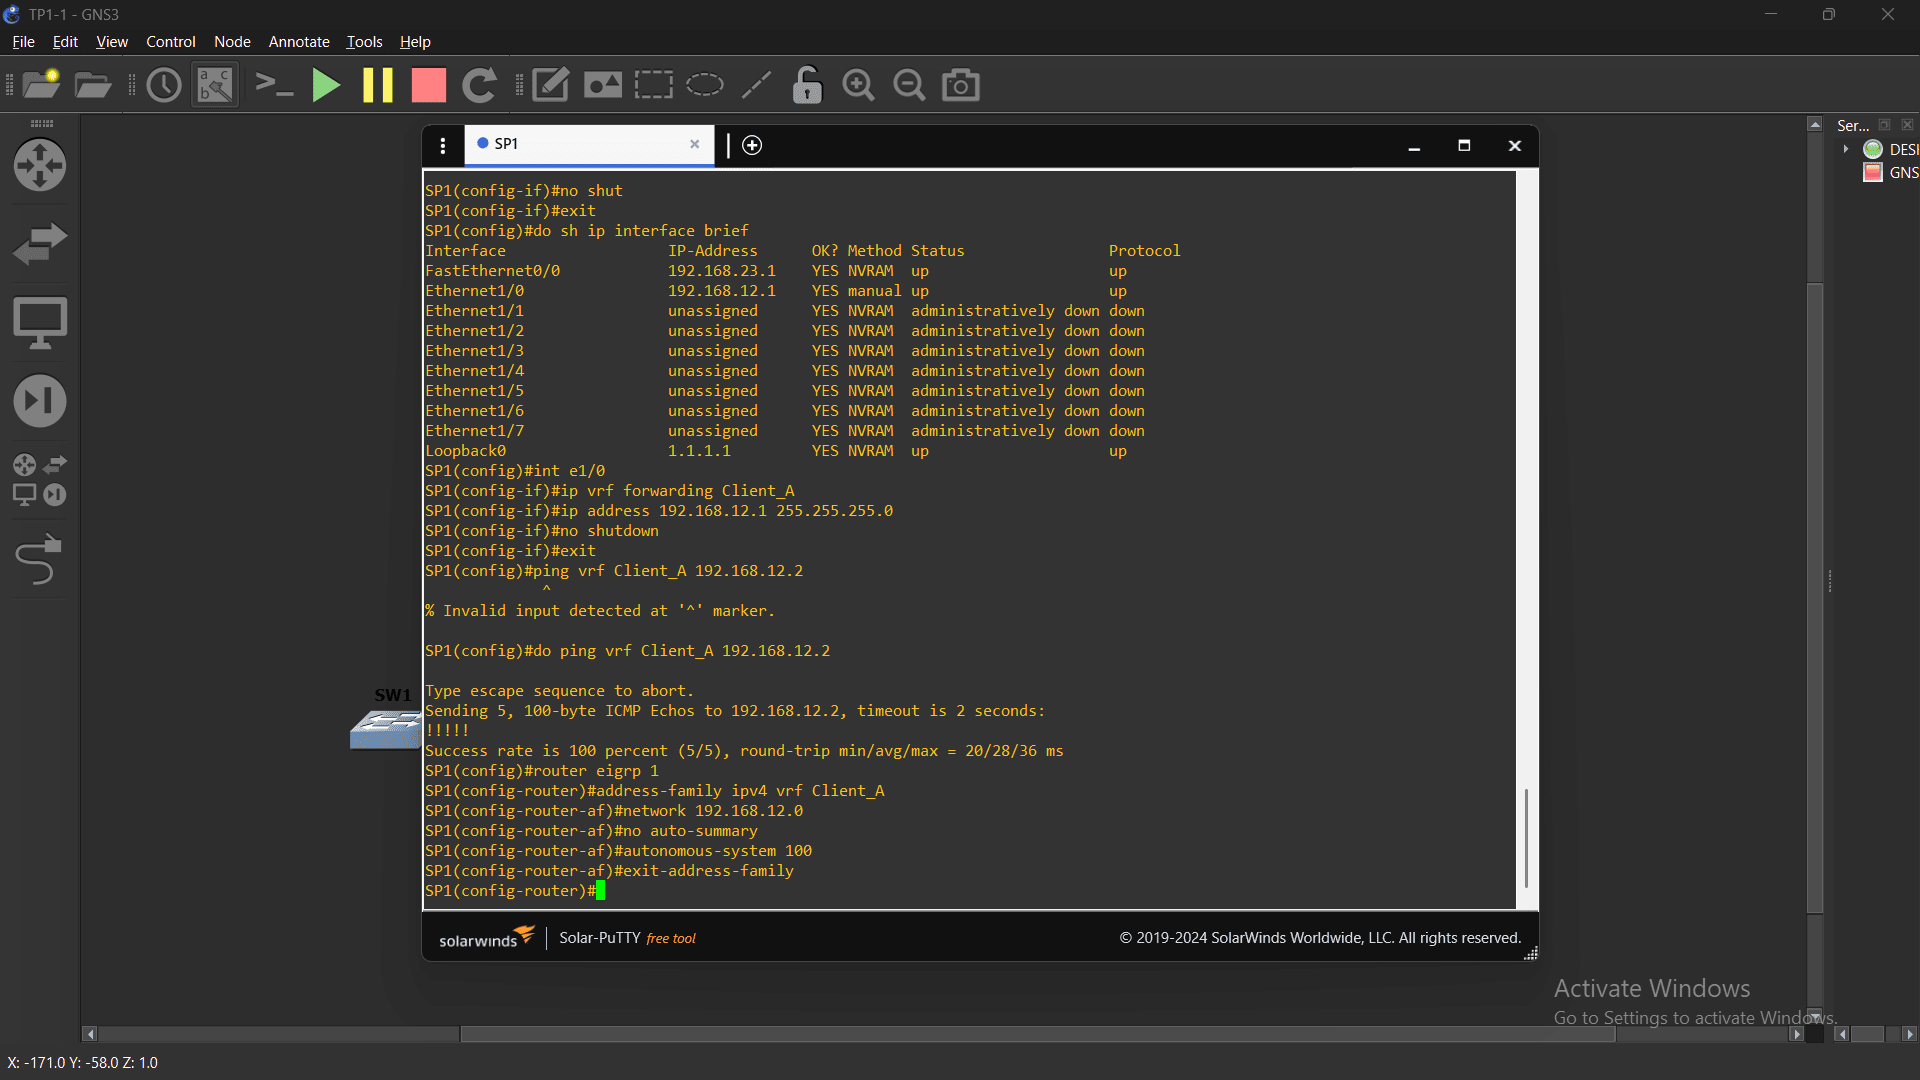 TP1-1 - GNS3
File Edit View Control Node Annotate Tools Help
a c
b
SP1
Ser...
DESI
GNS
SP1(config-if)#no shut
SP1(config-if)#exit
SP1(config)#do sh ip interface brief
Interface IP-Address OK? Method Status Protocol
FastEthernet0/0 192.168.23.1 YES NVRAM up up
Ethernet1/0 192.168.12.1 YES manual up up
Ethernet1/1 unassigned YES NVRAM administratively down down
Ethernet1/2 unassigned YES NVRAM administratively down down
Ethernet1/3 unassigned YES NVRAM administratively down down
Ethernet1/4 unassigned YES NVRAM administratively down down
Ethernet1/5 unassigned YES NVRAM administratively down down
Ethernet1/6 unassigned YES NVRAM administratively down down
Ethernet1/7 unassigned YES NVRAM administratively down down
Loopback0 1.1.1.1 YES NVRAM up up
SP1(config)#int e1/0
SP1(config-if)#ip vrf forwarding Client_A
SP1(config-if)#ip address 192.168.12.1 255.255.255.0
SP1(config-if)#no shutdown
SP1(config-if)#exit
SP1(config)#ping vrf Client_A 192.168.12.2
^
% Invalid input detected at '^' marker.
SP1(config)#do ping vrf Client_A 192.168.12.2
SW1
Type escape sequence to abort.
Sending 5, 100-byte ICMP Echos to 192.168.12.2, timeout is 2 seconds:
!!!!!
Success rate is 100 percent (5/5), round-trip min/avg/max = 20/28/36 ms
SP1(config)#router eigrp 1
SP1(config-router)#address-family ipv4 vrf Client_A
SP1(config-router-af)#network 192.168.12.0
SP1(config-router-af)#no auto-summary
SP1(config-router-af)#autonomous-system 100
SP1(config-router-af)#exit-address-family
SP1(config-router)#
solarwinds Solar-PuTTY free tool © 2019-2024 SolarWinds Worldwide, LLC. All rights reserved.
Activate Windows
Go to Settings to activate Windows.
X: -171.0 Y: -58.0 Z: 1.0